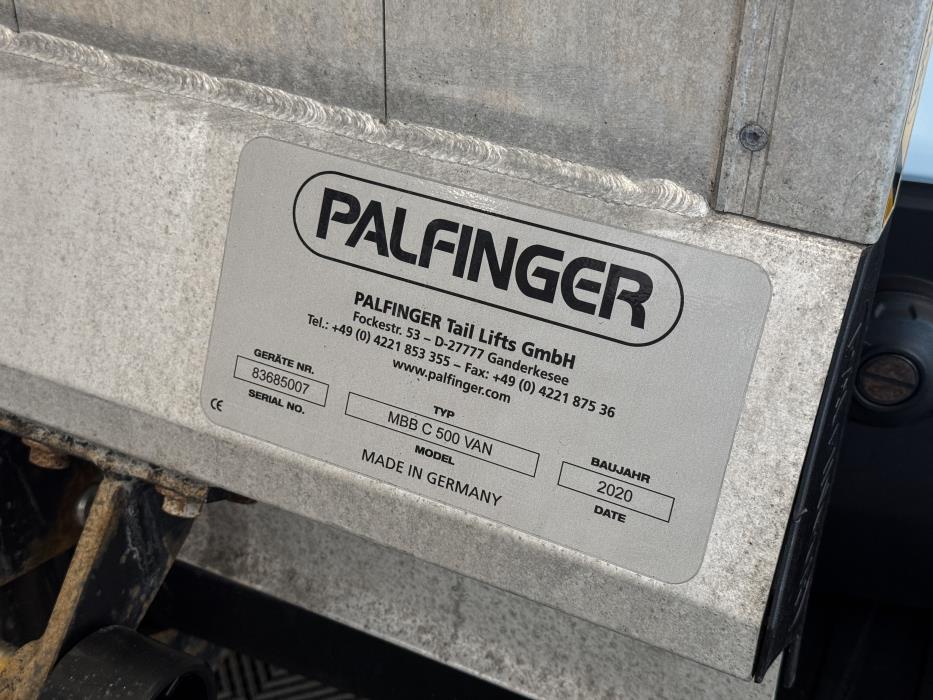 PALFINGER
PALFINGER Tail Lifts GmbH
Fockestr. 53 – D-27777 Ganderkesee
Tel.: +49 (0) 4221 853 355 – Fax: +49 (0) 4221 875 36
www.palfinger.com
GERÄTE NR.
83685007
SERIAL NO.
CE
TYP
MBB C 500 VAN
MODEL
MADE IN GERMANY
BAUJAHR
2020
DATE